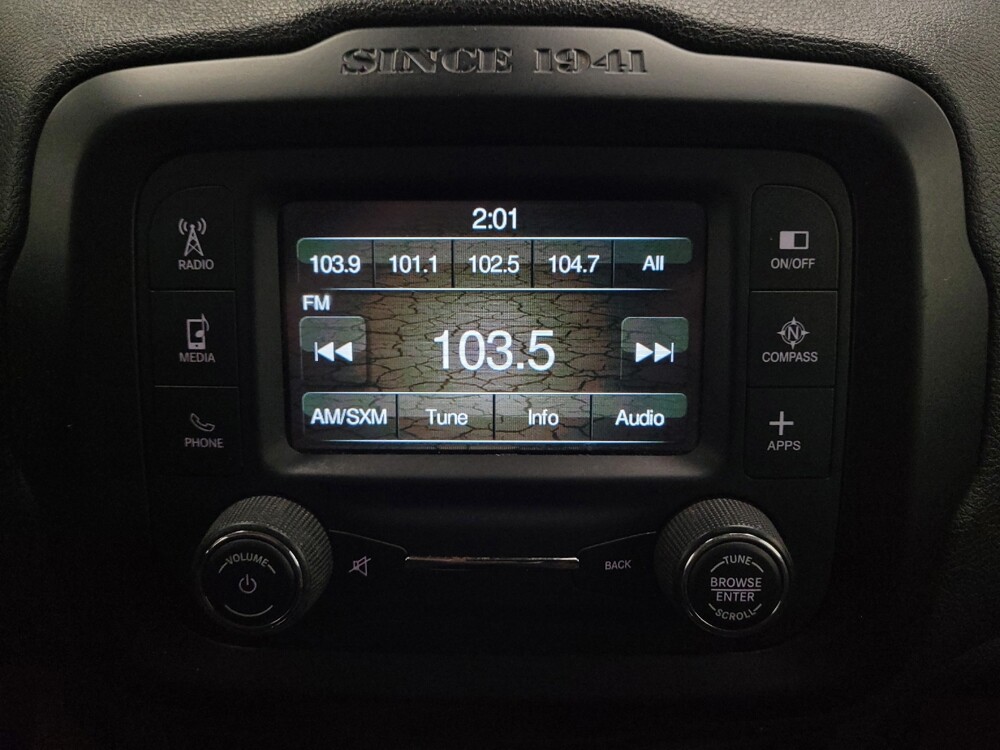 SINCE 1941
2:01
103.9 101.1 102.5 104.7 All
FM
103.5
AM/SXM Tune Info Audio
RADIO
MEDIA
PHONE
ON/OFF
N
COMPASS
APPS
VOLUME
BACK
TUNE
BROWSE
ENTER
SCROLL